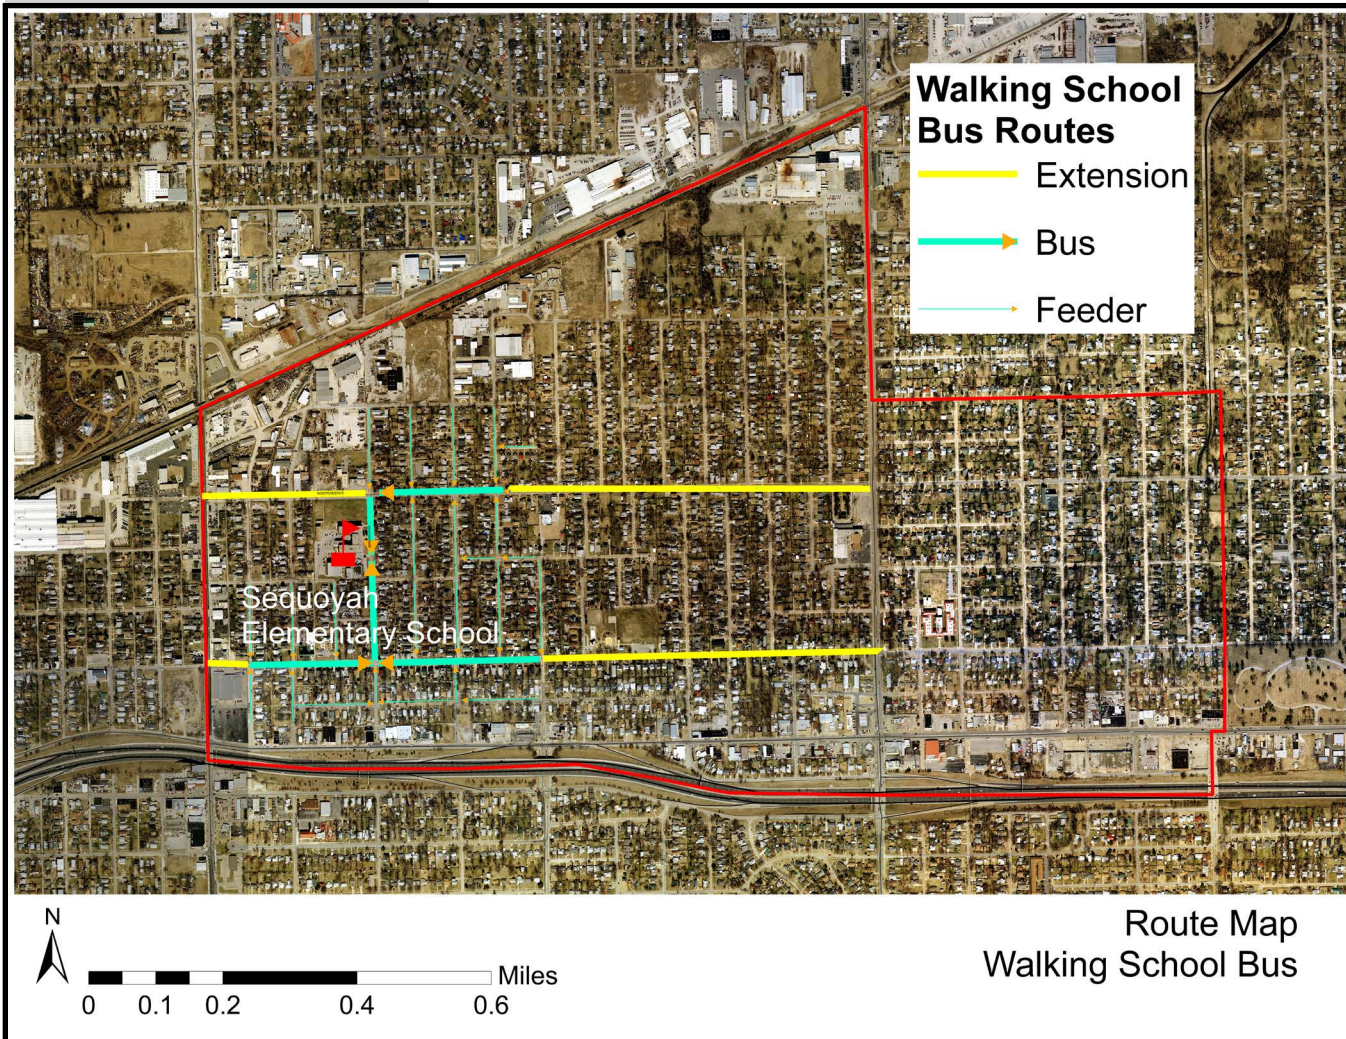 Walking School
Bus Routes
Extension
Bus
Feeder
INDEPENDENCE
Sequoyah
Elementary School
N
Miles
0 0.1 0.2 0.4 0.6
Route Map
Walking School Bus